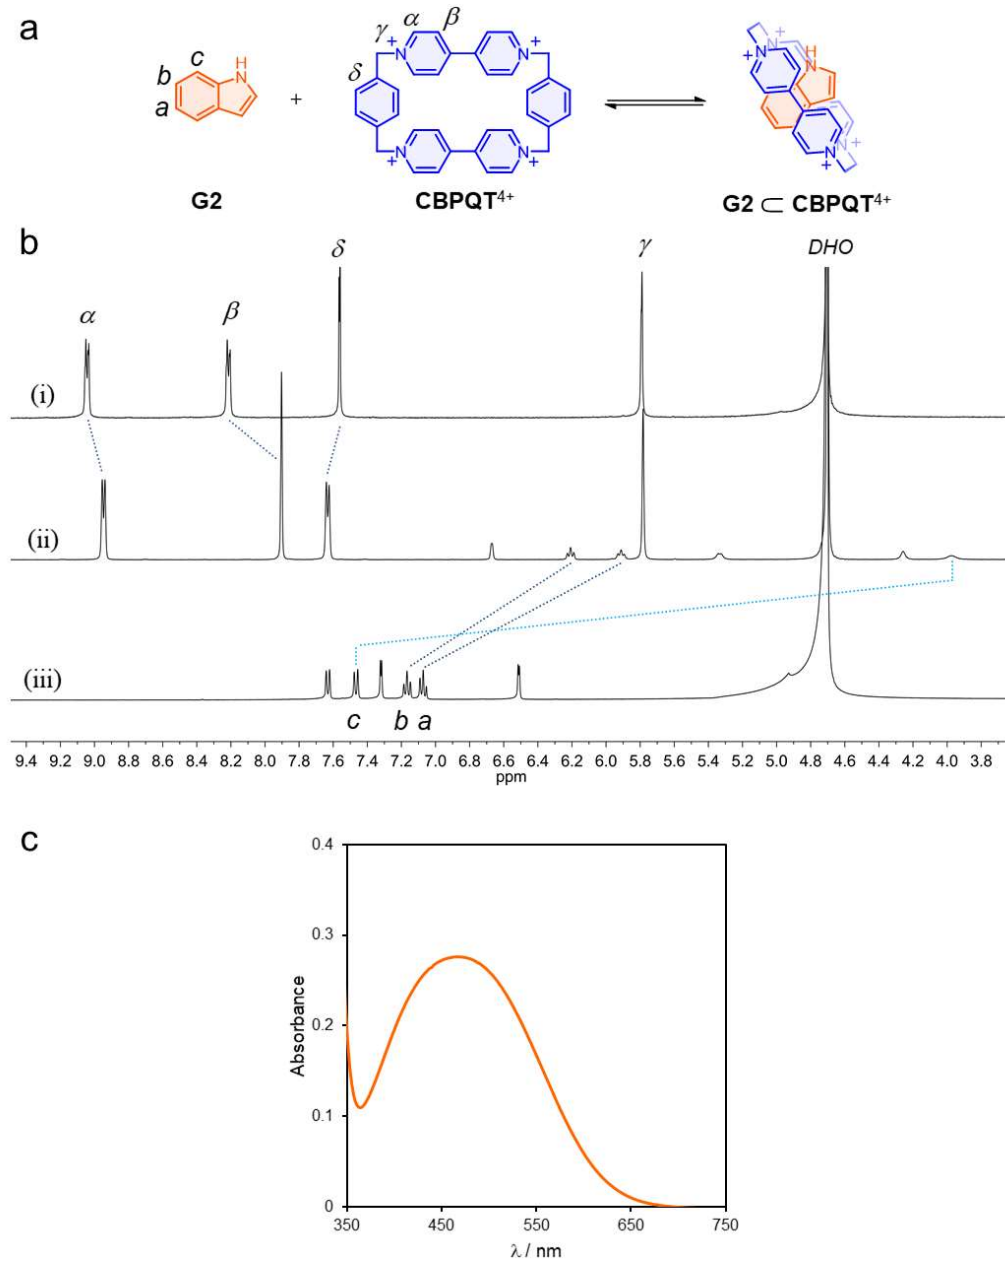 a
γ α β
δ
c
b
a
H
N
+
N
+
N
+
N
+
N
+
H
N
N
+
N
+
N
+
N
+
G2
CBPQT4+
G2 ⊂ CBPQT4+
b
α β δ γ DHO
(i)
(ii)
(iii)
c b a
9.4 9.2 9.0 8.8 8.6 8.4 8.2 8.0 7.8 7.6 7.4 7.2 7.0 6.8 6.6 6.4 6.2 6.0 5.8 5.6 5.4 5.2 5.0 4.8 4.6 4.4 4.2 4.0 3.8
ppm
c
0.4
0.3
0.2
0.1
0
Absorbance
350 450 550 650 750
λ / nm